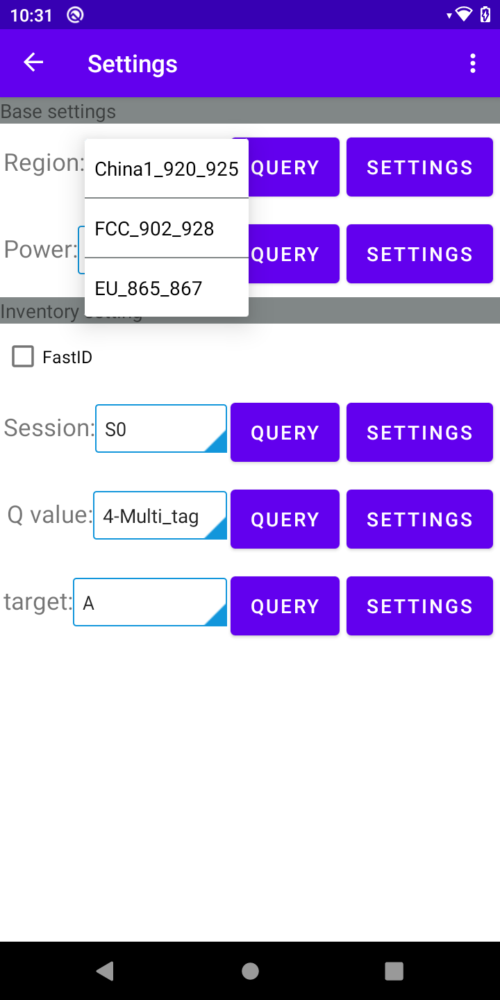 10:31
Settings
Base settings
Region:
China1_920_925
QUERY
SETTINGS
FCC_902_928
Power:
QUERY
SETTINGS
EU_865_867
Inventory setting
FastID
Session:
S0
QUERY
SETTINGS
Q value:
4-Multi_tag
QUERY
SETTINGS
target:
A
QUERY
SETTINGS